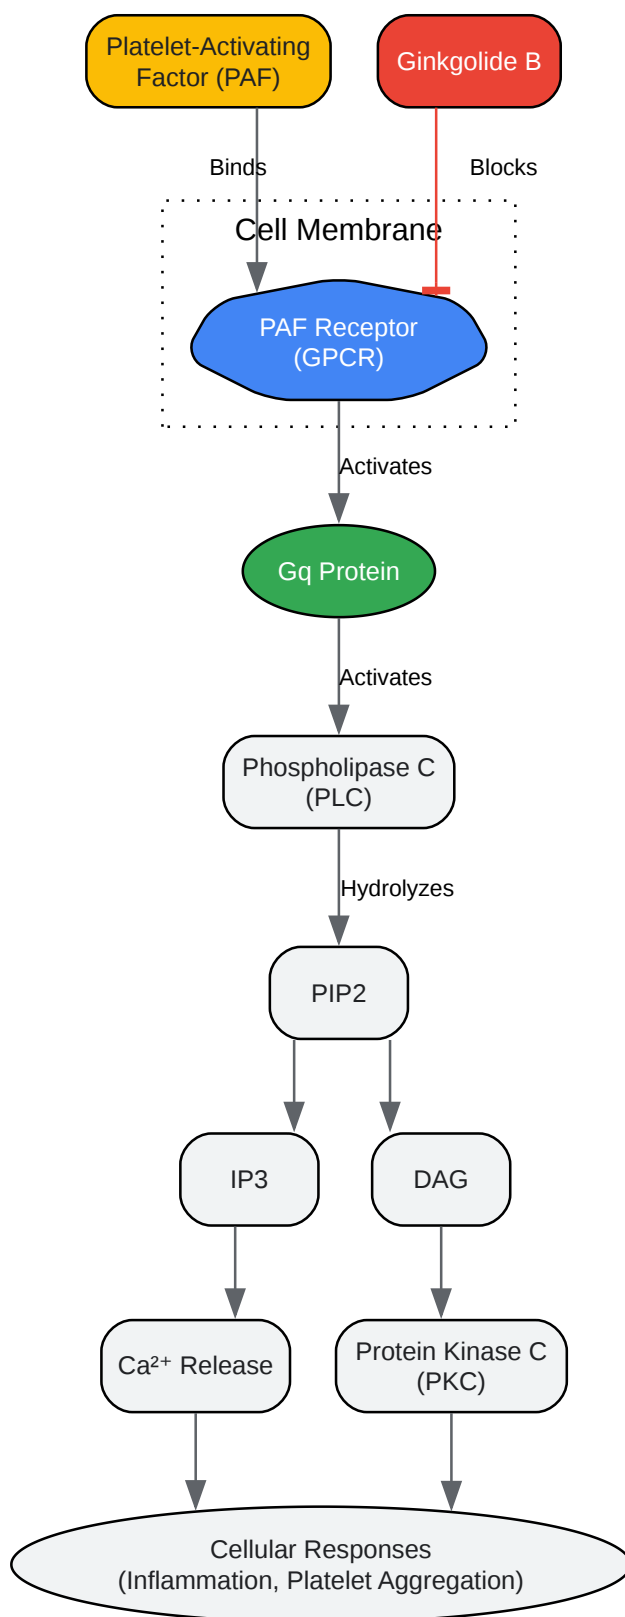 Platelet-Activating
Factor (PAF)
Ginkgolide B
Binds
Blocks
Cell Membrane
PAF Receptor
(GPCR)
Activates
Gq Protein
Activates
Phospholipase C
(PLC)
Hydrolyzes
PIP2
IP3
DAG
Ca²⁺ Release
Protein Kinase C
(PKC)
Cellular Responses
(Inflammation, Platelet Aggregation)